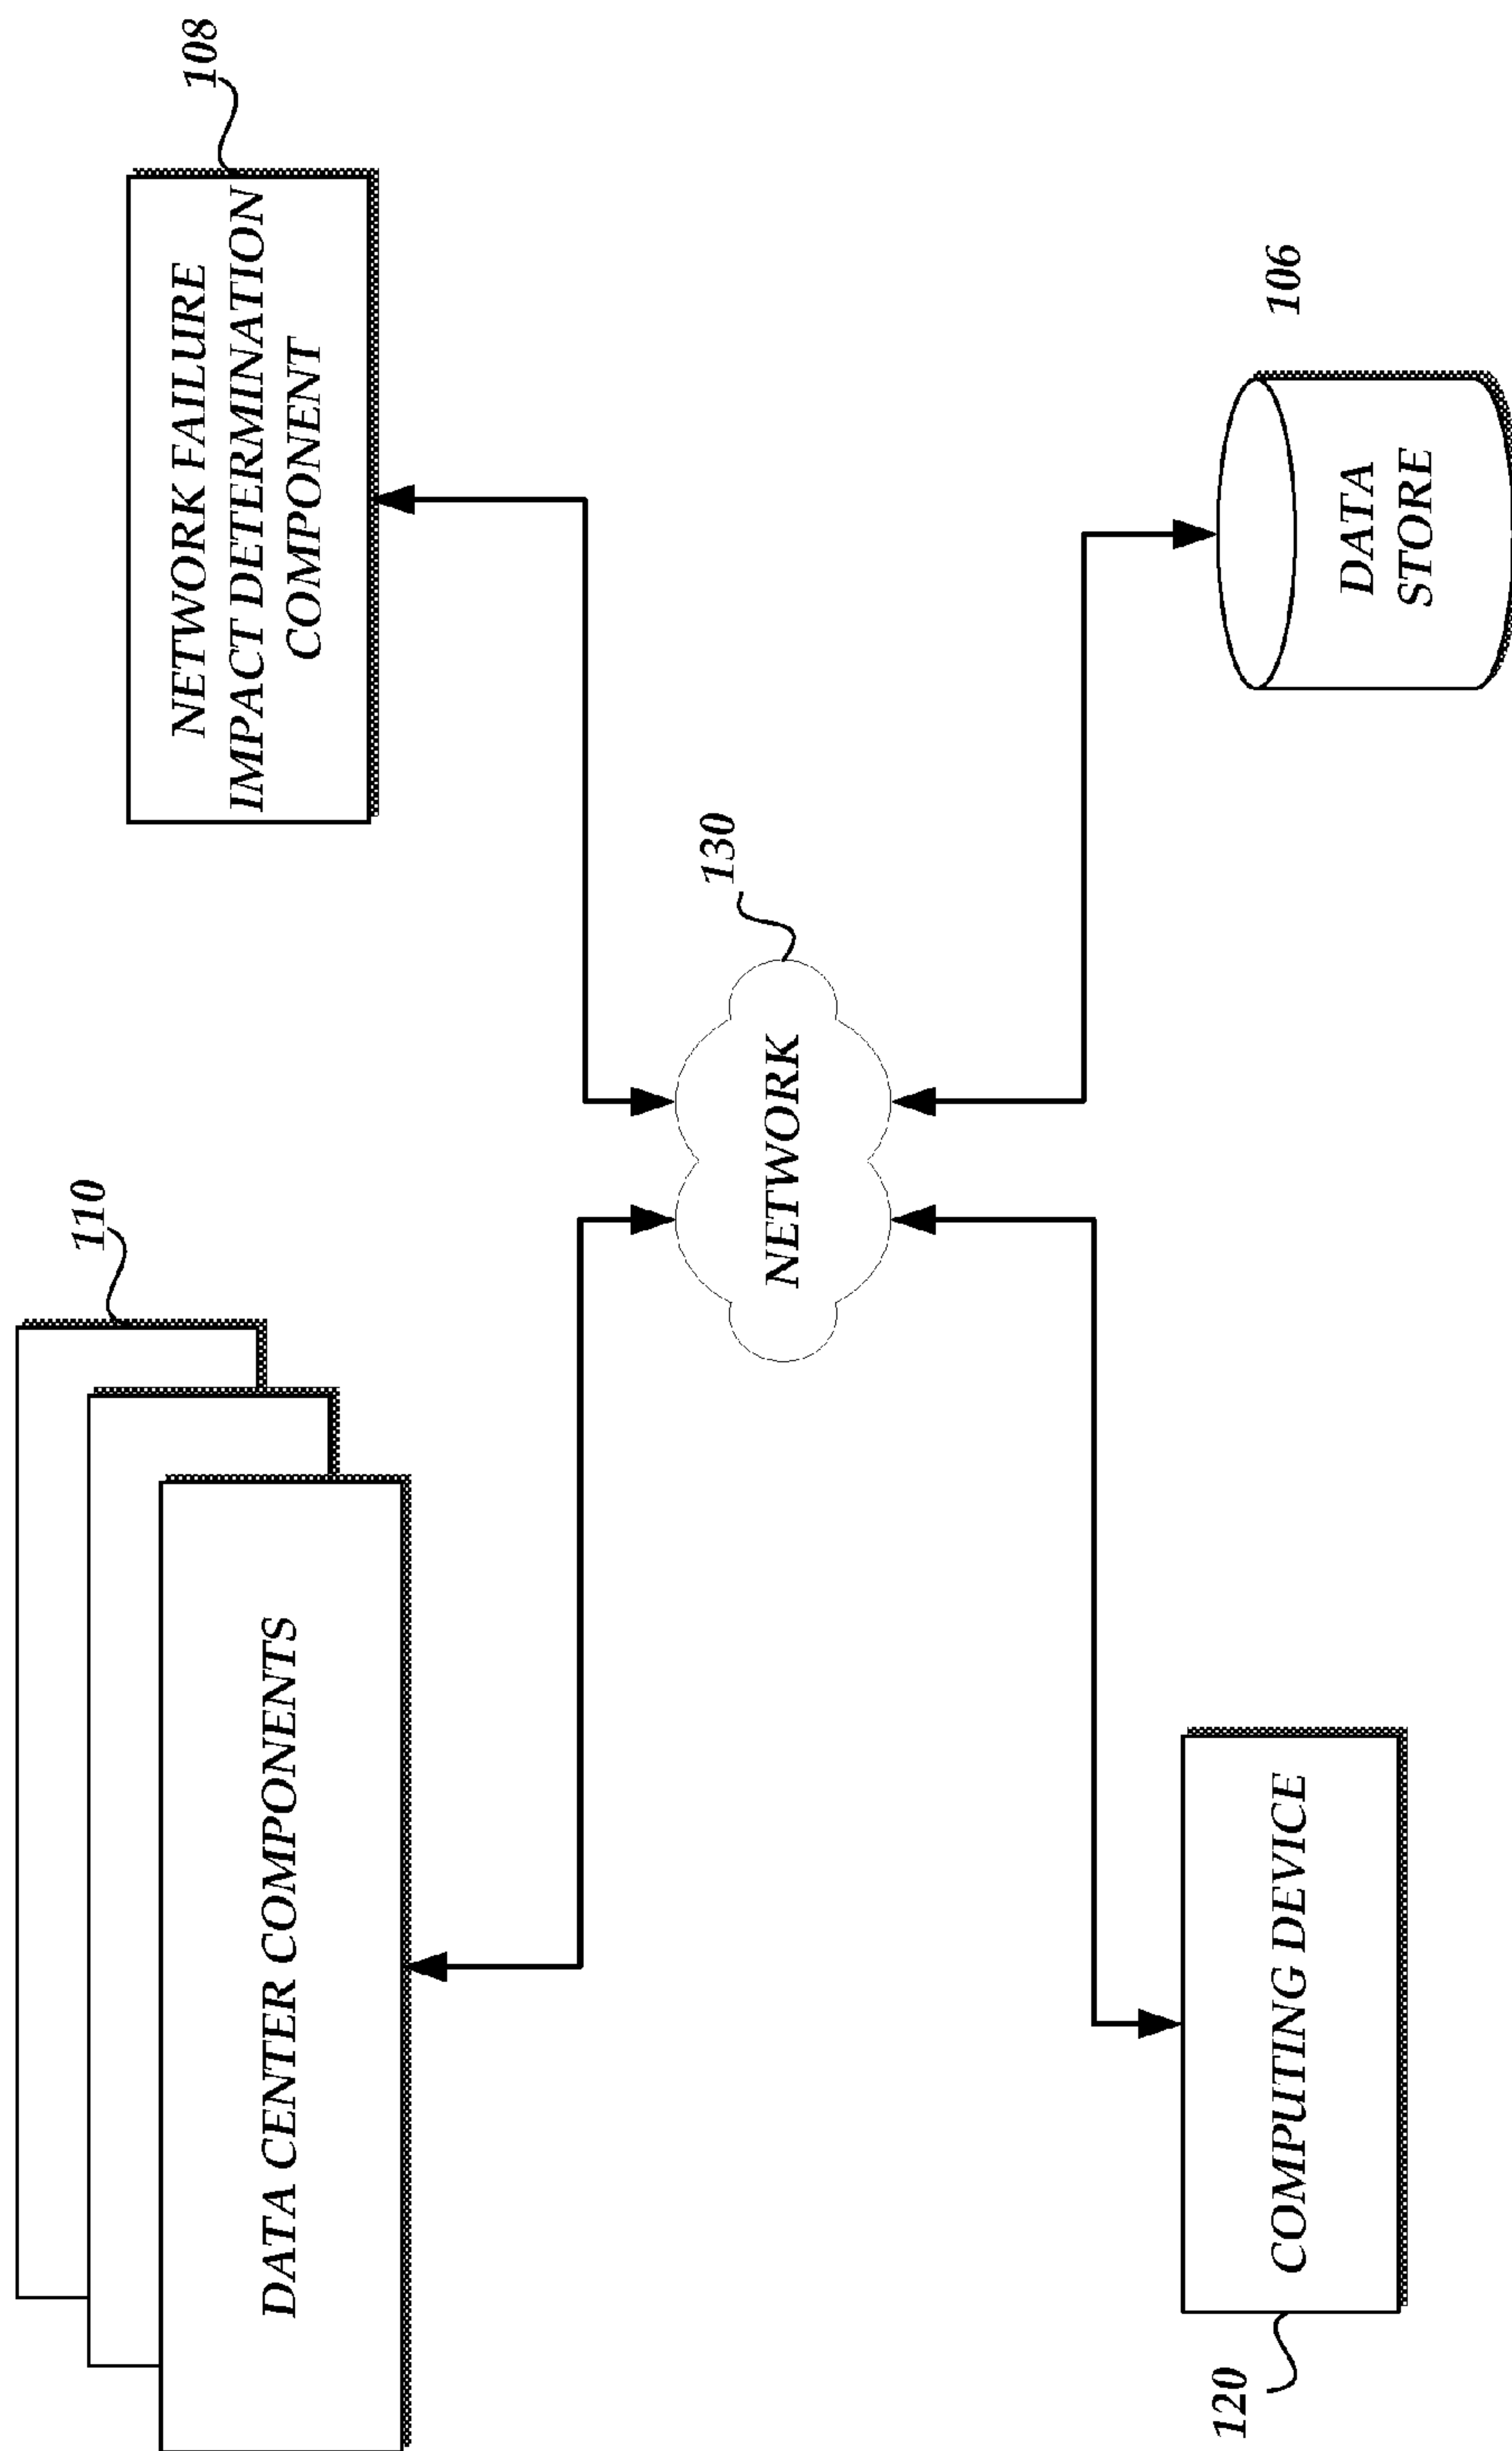 110
DATA CENTER COMPONENTS
108
NETWORK FAILURE
IMPACT DETERMINATION
COMPONENT
130
NETWORK
120
COMPUTING DEVICE
106
DATA
STORE